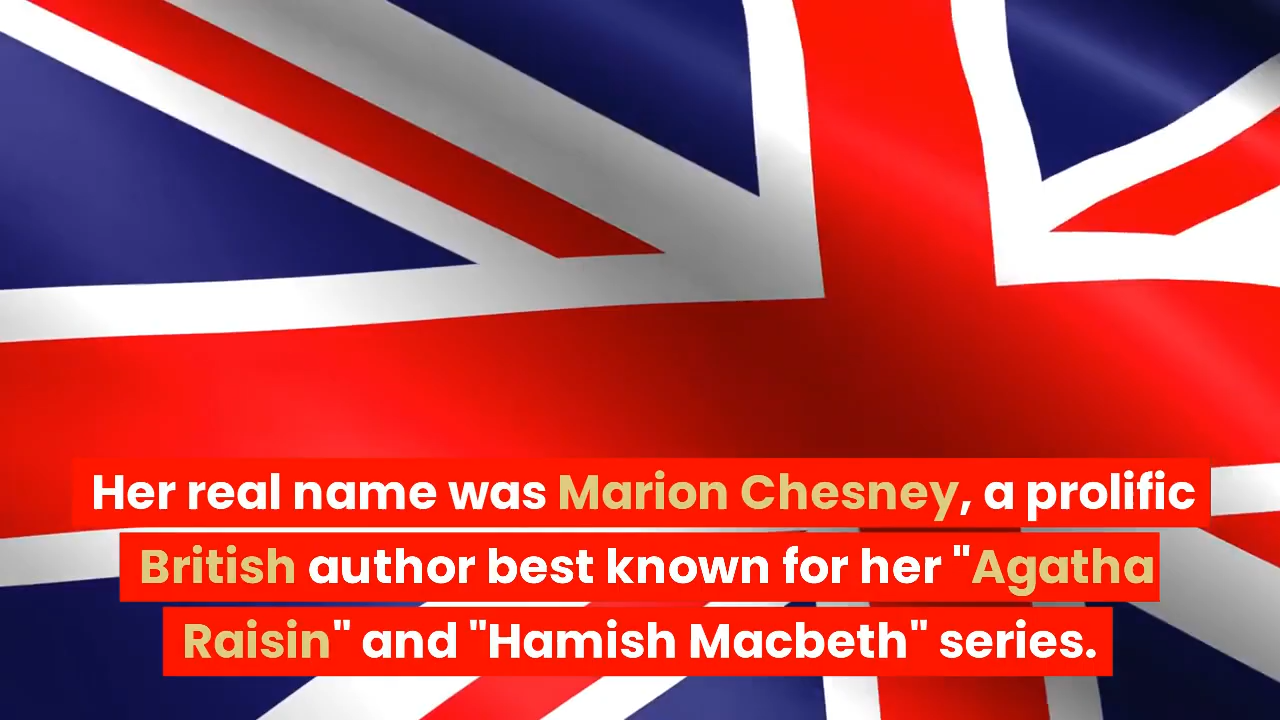 Her real name was Marion Chesney, a prolific
British author best known for her "Agatha
Raisin" and "Hamish Macbeth" series.